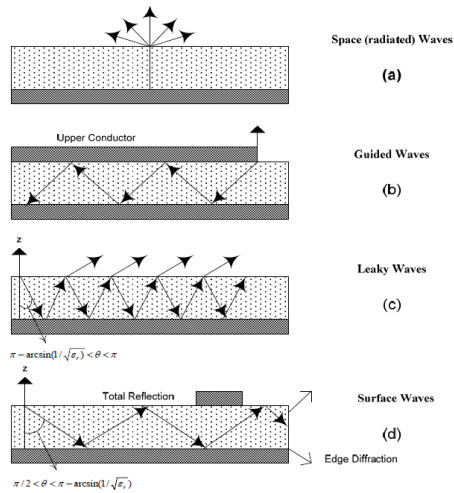 Space (radiated) Waves
(a)
Upper Conductor
Guided Waves
(b)
z
Leaky Waves
(c)
π − arcsin(1/√εr) < θ < π
z
Total Reflection
Surface Waves
(d)
Edge Diffraction
π/2 < θ < π − arcsin(1/√εr)